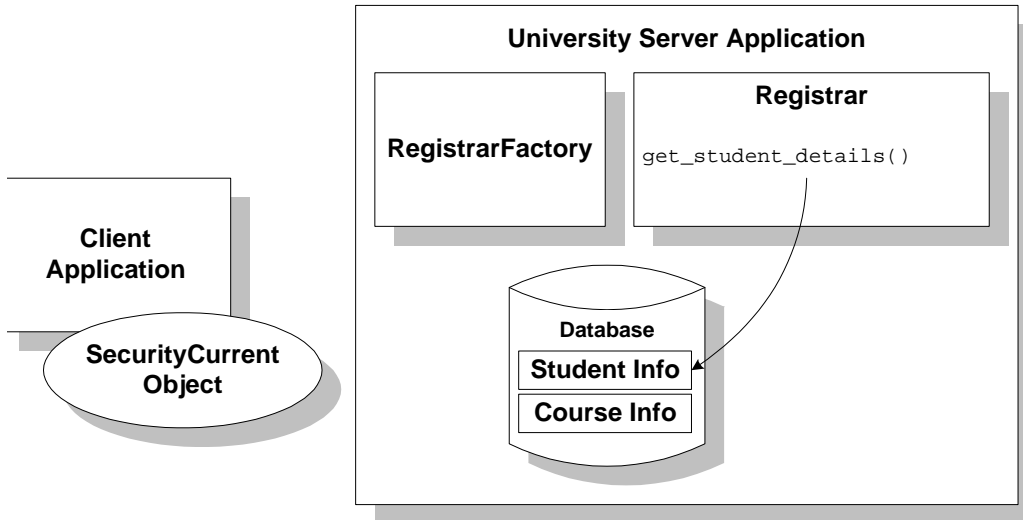 University Server Application
RegistrarFactory
Registrar
get_student_details()
Client
Application
SecurityCurrent
Object
Database
Student Info
Course Info